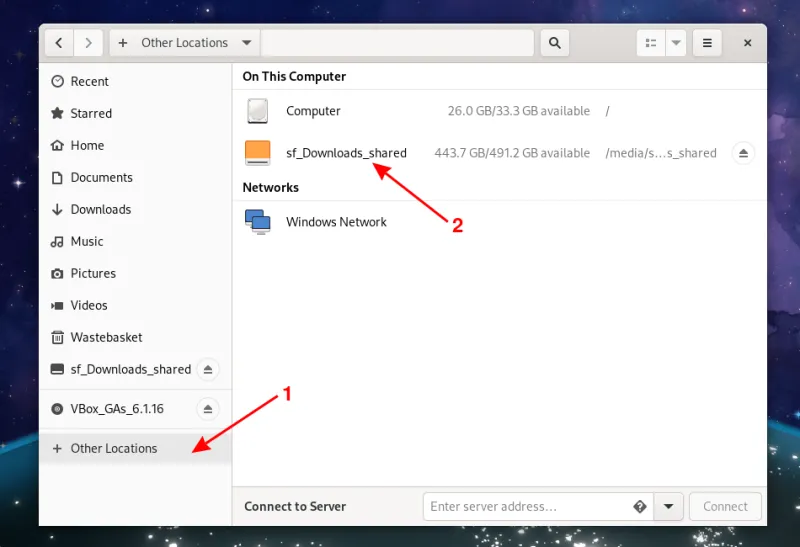 Other Locations
Recent
Starred
Home
Documents
Downloads
Music
Pictures
Videos
Wastebasket
sf_Downloads_shared
VBox_GAs_6.1.16
Other Locations
1
On This Computer
Computer 26.0 GB/33.3 GB available /
sf_Downloads_shared 443.7 GB/491.2 GB available /media/s…s_shared
Networks
Windows Network
2
Connect to Server Enter server address… Connect